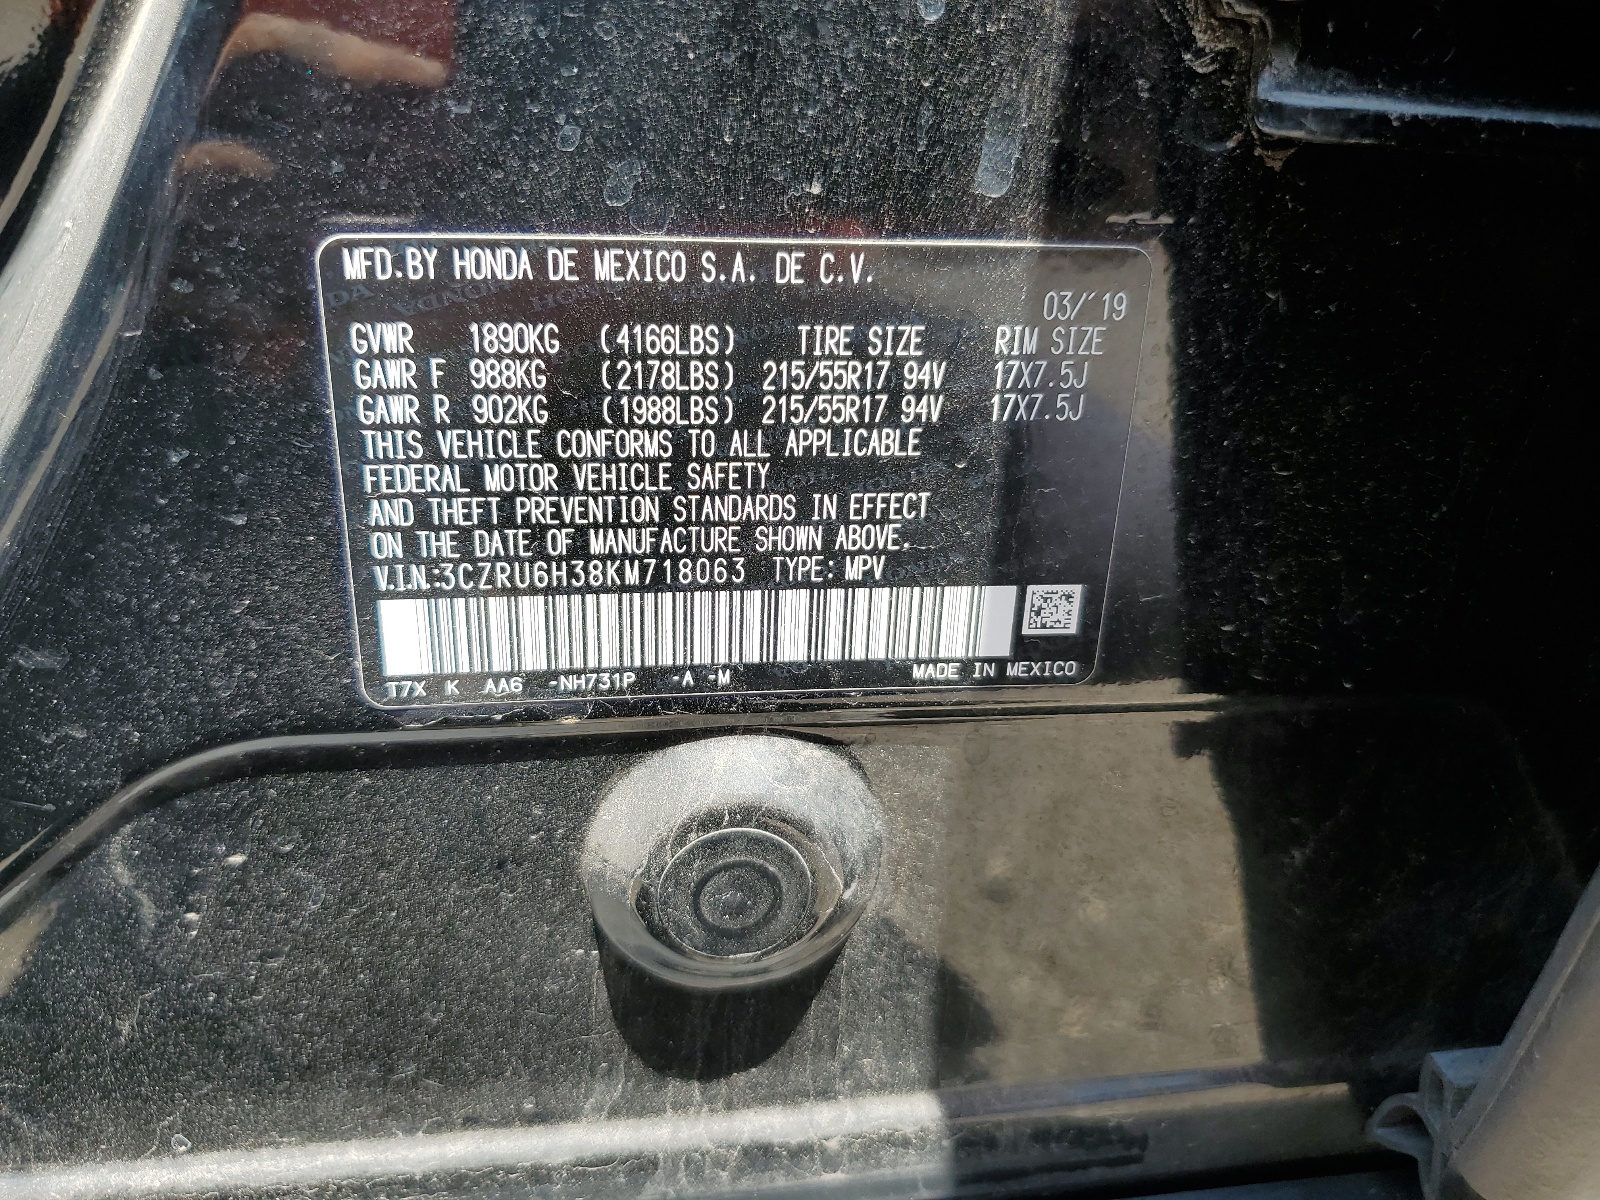 MFD.BY HONDA DE MEXICO S.A. DE C.V.
03/'19
GVWR 1890KG (4166LBS) TIRE SIZE RIM SIZE
GAWR F 988KG (2178LBS) 215/55R17 94V 17X7.5J
GAWR R 902KG (1988LBS) 215/55R17 94V 17X7.5J
THIS VEHICLE CONFORMS TO ALL APPLICABLE
FEDERAL MOTOR VEHICLE SAFETY
AND THEFT PREVENTION STANDARDS IN EFFECT
ON THE DATE OF MANUFACTURE SHOWN ABOVE.
V.I.N.:3CZRU6H38KM718063 TYPE: MPV
T7X K AA6 -NH731P -A -M MADE IN MEXICO